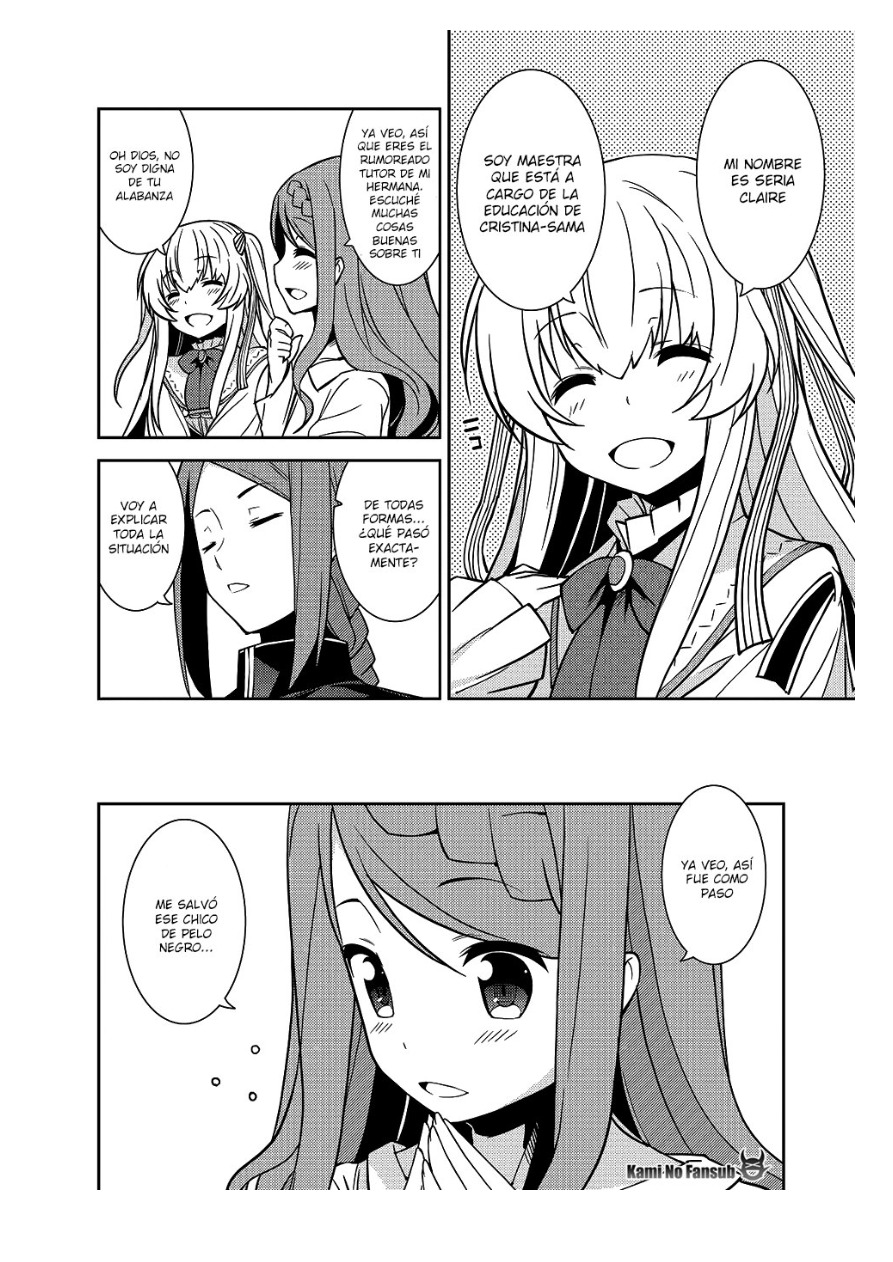 MI NOMBRE
ES SERIA
CLAIRE
SOY MAESTRA
QUE ESTÁ A
CARGO DE LA
EDUCACIÓN DE
CRISTINA-SAMA
ニコ
YA VEO, ASÍ
QUE ERES EL
RUMOREADO
TUTOR DE MI
HERMANA.
ESCUCHÉ
MUCHAS
COSAS
BUENAS
SOBRE TI
OH DIOS, NO
SOY DIGNA
DE TU
ALABANZA
DE TODAS
FORMAS...
¿QUÉ PASÓ
EXACTA-
MENTE?
VOY A
EXPLICAR
TODA LA
SITUACIÓN
YA VEO, ASÍ
FUE COMO
PASO
ME SALVÓ
ESE CHICO
DE PELO
NEGRO...
Kami No Fansub